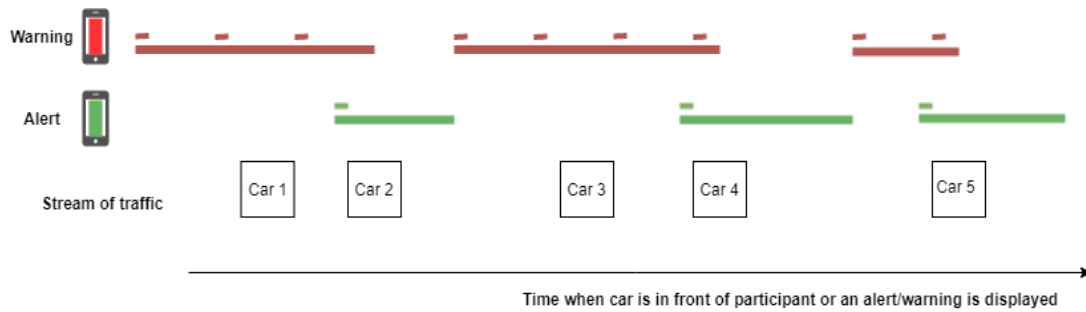 Warning
Alert
Stream of traffic
Car 1
Car 2
Car 3
Car 4
Car 5
Time when car is in front of participant or an alert/warning is displayed